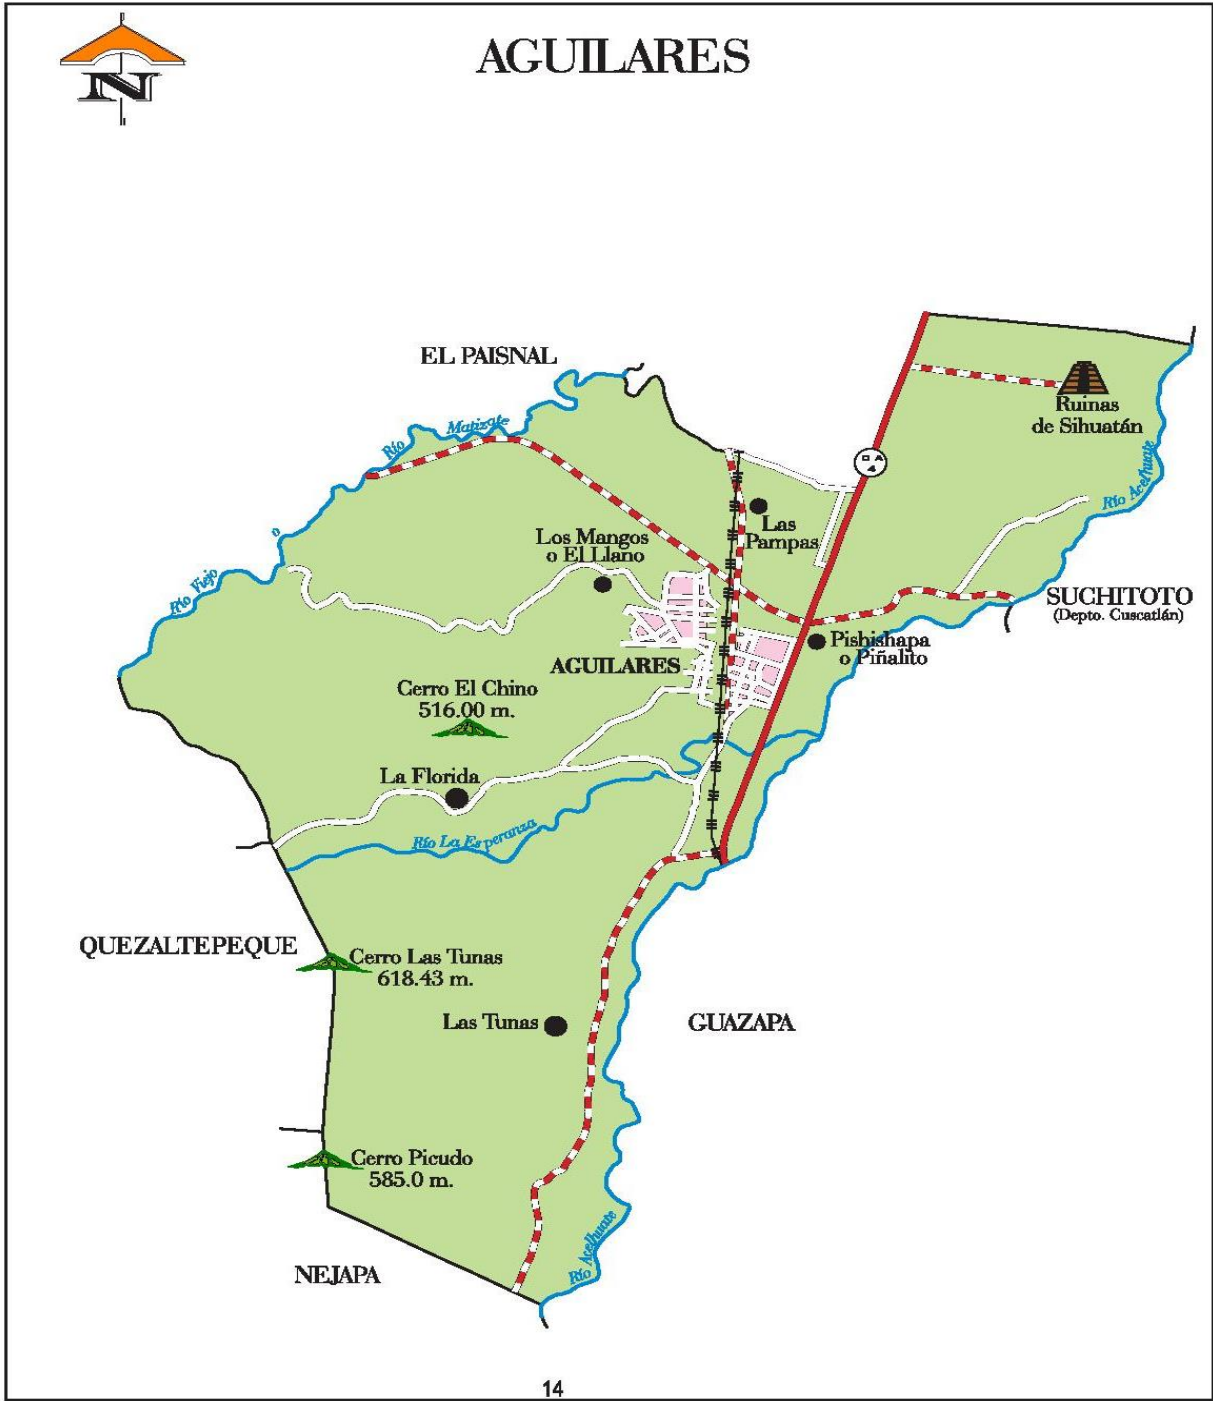 AGUILARES
N
EL PAISNAL
Ruinas
de Sihuatán
Río
Matizate
Río Acelhuate
CA
4
Las
Pampas
Los Mangos
o El Llano
o
Río Viejo
SUCHITOTO
(Depto. Cuscatlán)
Pishishapa
o Piñalito
AGUILARES
Cerro El Chino
516.00 m.
La Florida
Río La Esperanza
QUEZALTEPEQUE
Cerro Las Tunas
618.43 m.
Las Tunas
GUAZAPA
Cerro Picudo
585.0 m.
Río Acelhuate
NEJAPA
14